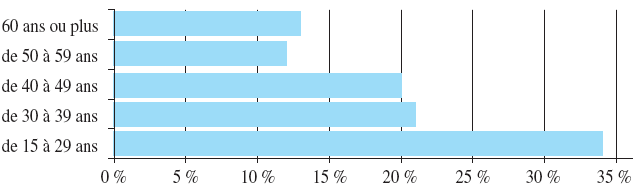 60 ans ou plus
de 50 à 59 ans
de 40 à 49 ans
de 30 à 39 ans
de 15 à 29 ans
0 % 5 % 10 % 15 % 20 % 25 % 30 % 35 %